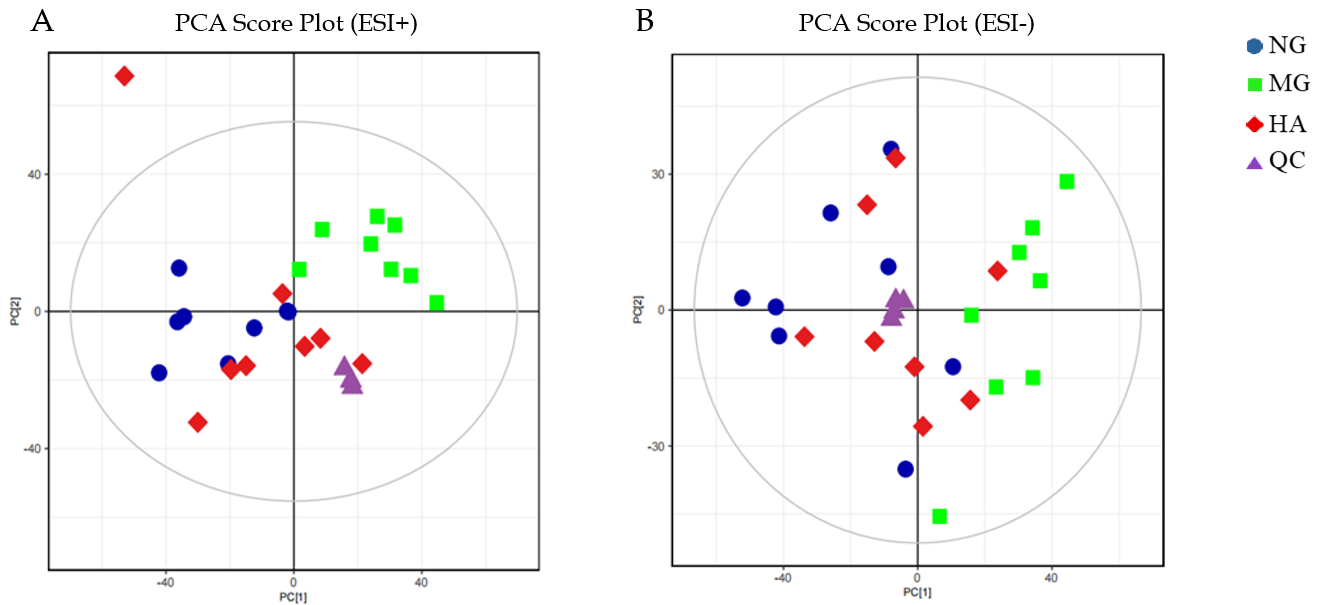 A
PCA Score Plot (ESI+)
40
0
-40
PC[2]
-40
0
40
PC[1]
B
PCA Score Plot (ESI-)
30
0
-30
PC[2]
-40
0
40
PC[1]
NG
MG
HA
QC